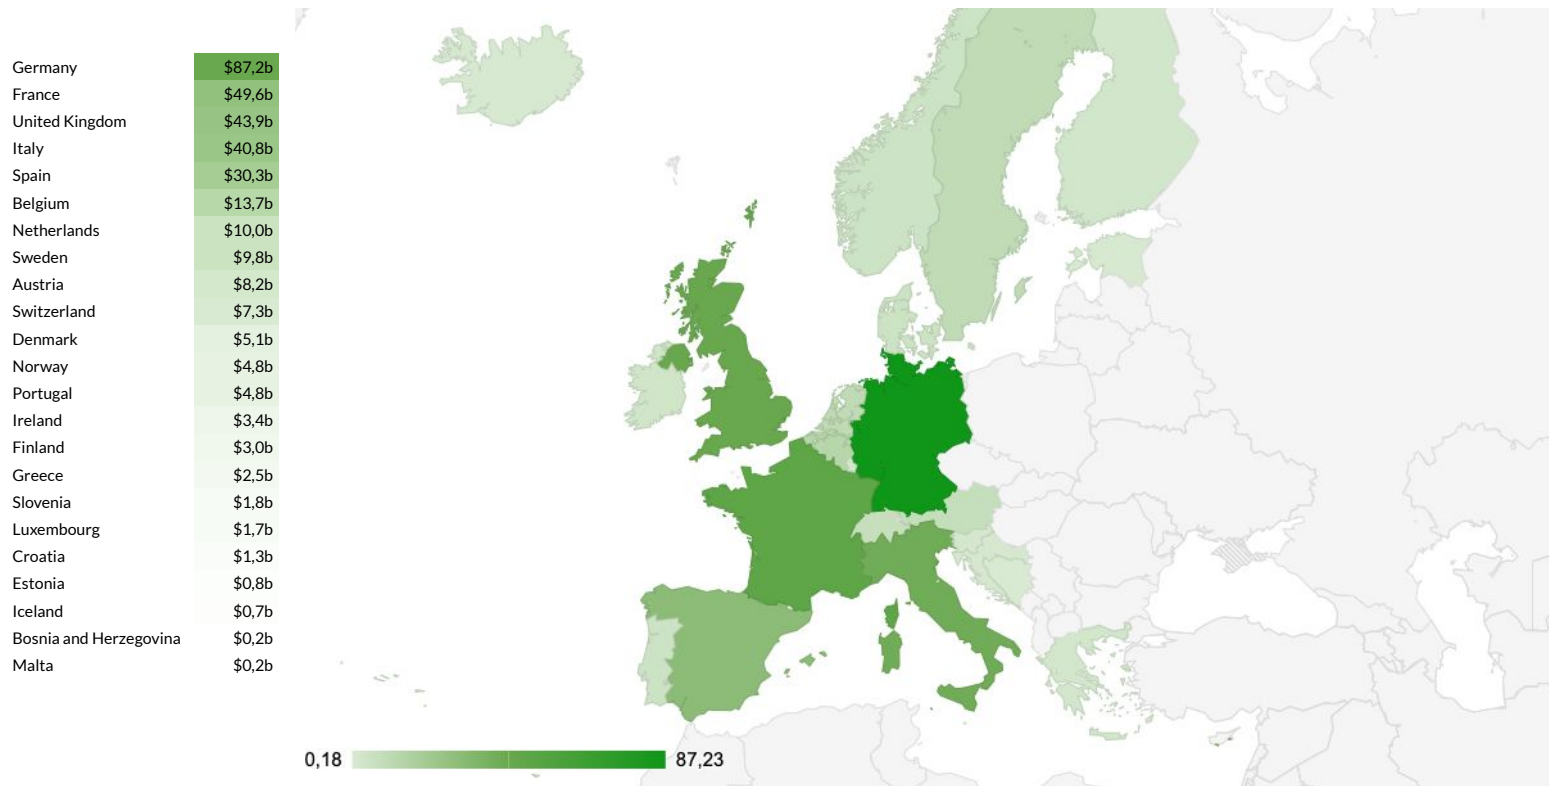 Germany $87,2b
France $49,6b
United Kingdom $43,9b
Italy $40,8b
Spain $30,3b
Belgium $13,7b
Netherlands $10,0b
Sweden $9,8b
Austria $8,2b
Switzerland $7,3b
Denmark $5,1b
Norway $4,8b
Portugal $4,8b
Ireland $3,4b
Finland $3,0b
Greece $2,5b
Slovenia $1,8b
Luxembourg $1,7b
Croatia $1,3b
Estonia $0,8b
Iceland $0,7b
Bosnia and Herzegovina $0,2b
Malta $0,2b
0,18 87,23